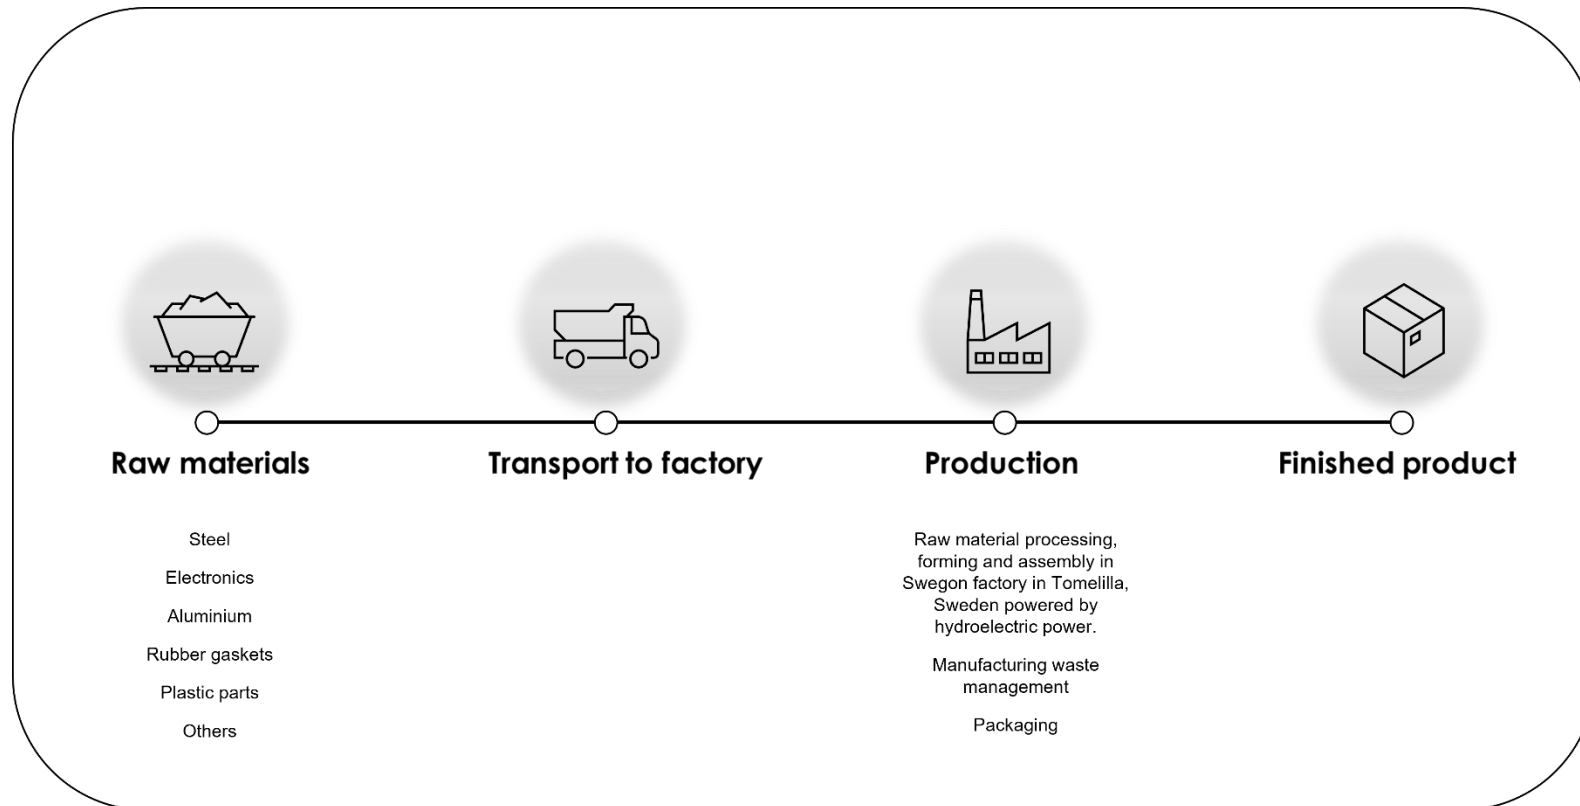 Raw materials
Transport to factory
Production
Finished product
Steel
Electronics
Aluminium
Rubber gaskets
Plastic parts
Others
Raw material processing,
forming and assembly in
Swegon factory in Tomelilla,
Sweden powered by
hydroelectric power.
Manufacturing waste
management
Packaging